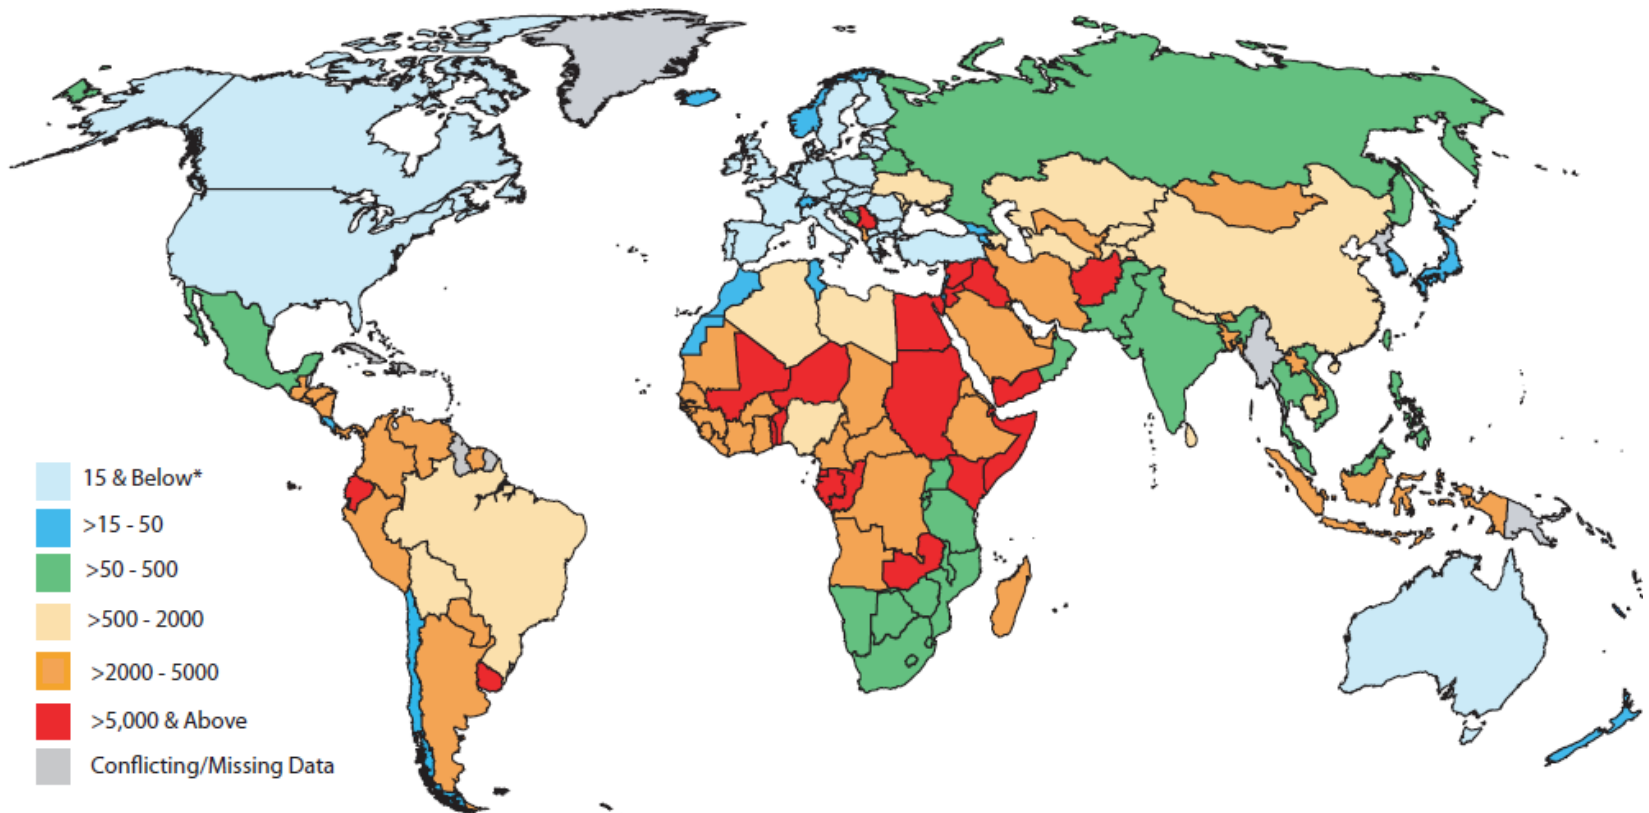 15 & Below*
>15 - 50
>50 - 500
>500 - 2000
>2000 - 5000
>5,000 & Above
Conflicting/Missing Data